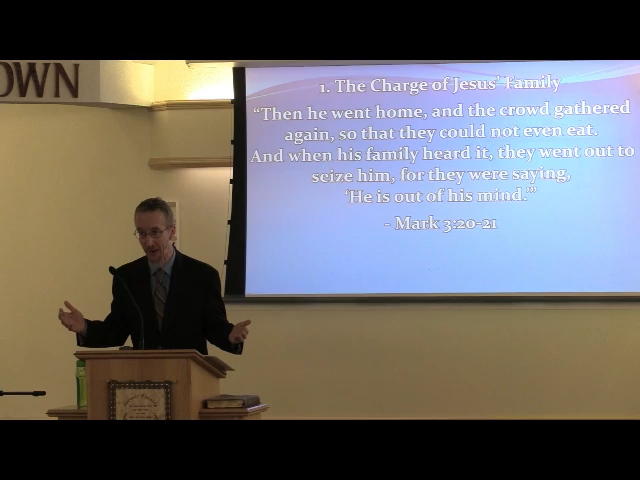 OWN
1. The Charge of Jesus' Family
“Then he went home, and the crowd gathered
again, so that they could not even eat.
And when his family heard it, they went out to
seize him, for they were saying,
‘He is out of his mind.’”
- Mark 3:20-21